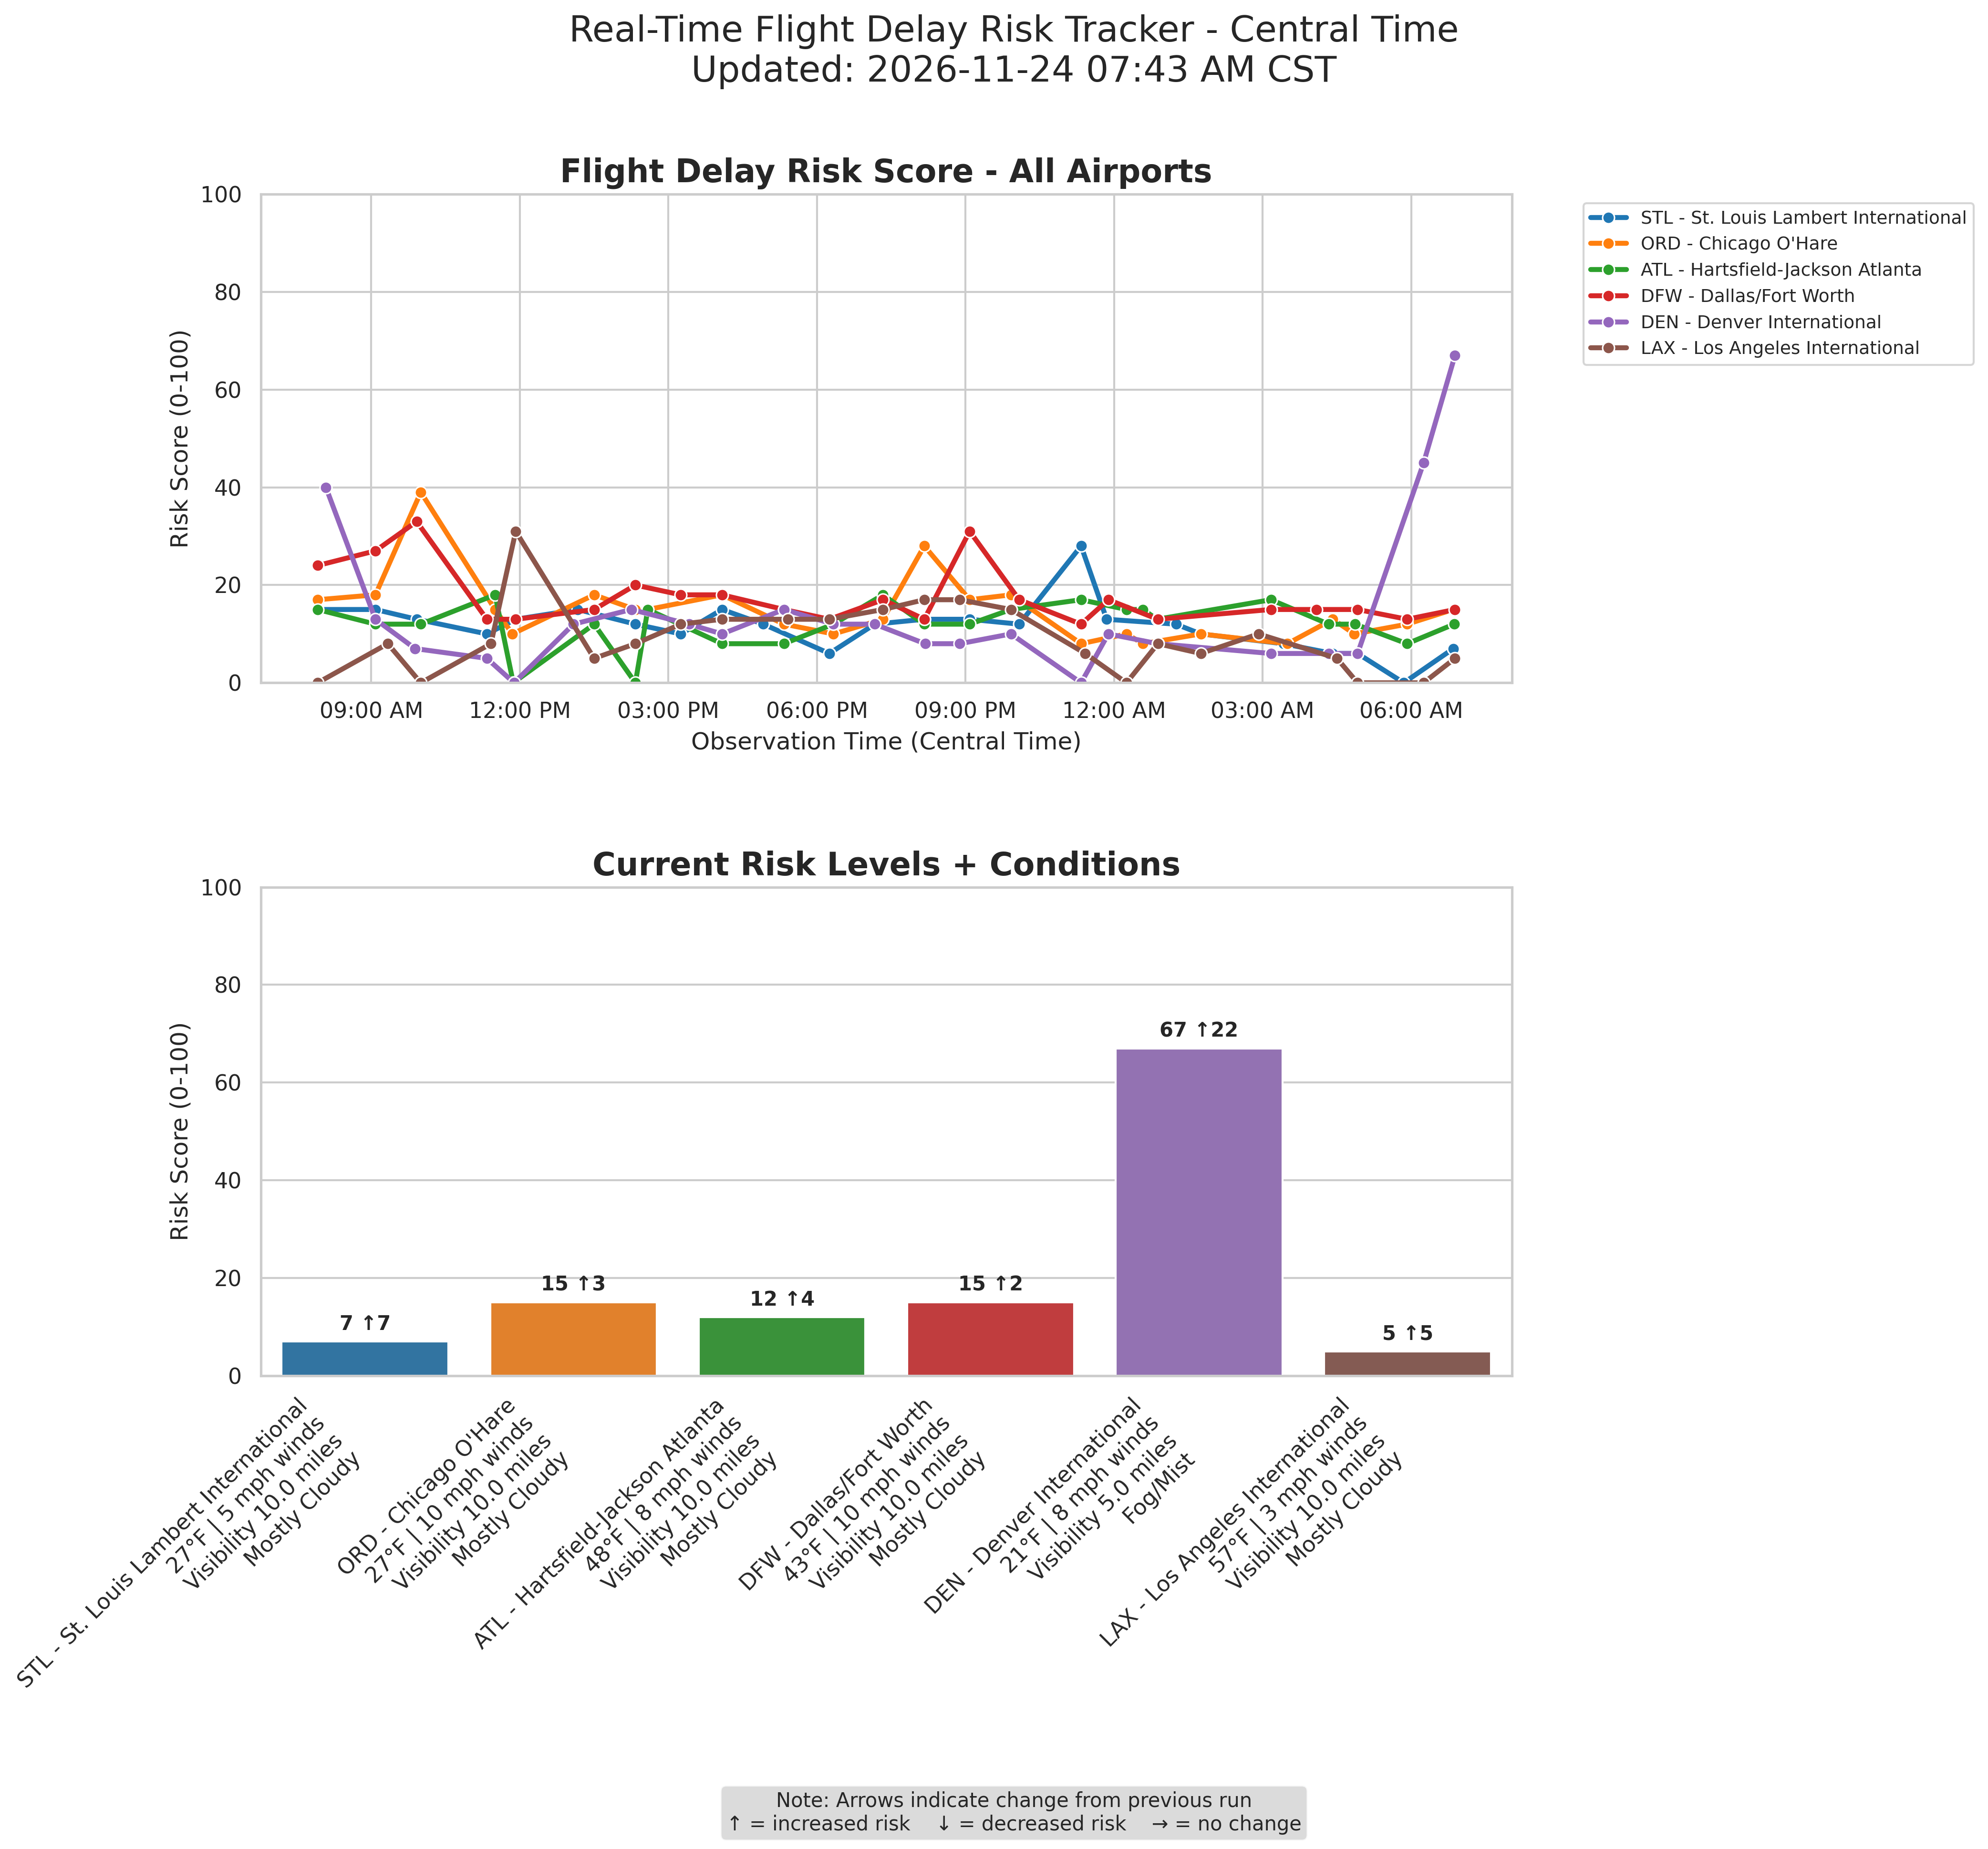 Real-Time Flight Delay Risk Tracker - Central Time
Updated: 2026-11-24 07:43 AM CST
Flight Delay Risk Score - All Airports
Risk Score (0-100)
100
80
60
40
20
0
09:00 AM
12:00 PM
03:00 PM
06:00 PM
09:00 PM
12:00 AM
03:00 AM
06:00 AM
Observation Time (Central Time)
STL - St. Louis Lambert International
ORD - Chicago O'Hare
ATL - Hartsfield-Jackson Atlanta
DFW - Dallas/Fort Worth
DEN - Denver International
LAX - Los Angeles International
Current Risk Levels + Conditions
Risk Score (0-100)
100
80
60
40
20
0
7 ↑7
15 ↑3
12 ↑4
15 ↑2
67 ↑22
5 ↑5
STL - St. Louis Lambert International
27°F | 5 mph winds
Visibility 10.0 miles
Mostly Cloudy
ORD - Chicago O'Hare
27°F | 10 mph winds
Visibility 10.0 miles
Mostly Cloudy
ATL - Hartsfield-Jackson Atlanta
48°F | 8 mph winds
Visibility 10.0 miles
Mostly Cloudy
DFW - Dallas/Fort Worth
43°F | 10 mph winds
Visibility 10.0 miles
Mostly Cloudy
DEN - Denver International
21°F | 8 mph winds
Visibility 5.0 miles
Fog/Mist
LAX - Los Angeles International
57°F | 3 mph winds
Visibility 10.0 miles
Mostly Cloudy
Note: Arrows indicate change from previous run
↑ = increased risk ↓ = decreased risk → = no change